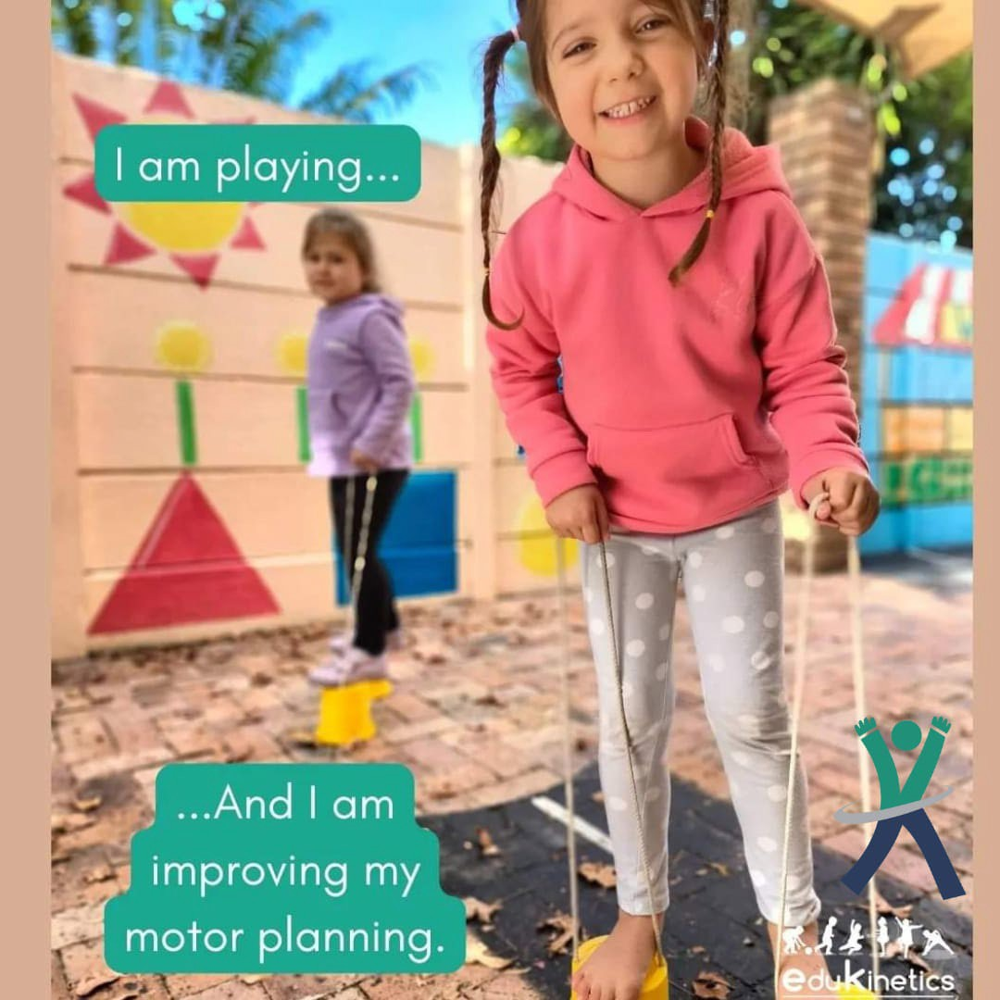 I am playing...
...And I am
improving my
motor planning.
eduKinetics